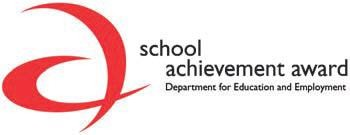 school
achievement award
Department for Education and Employment